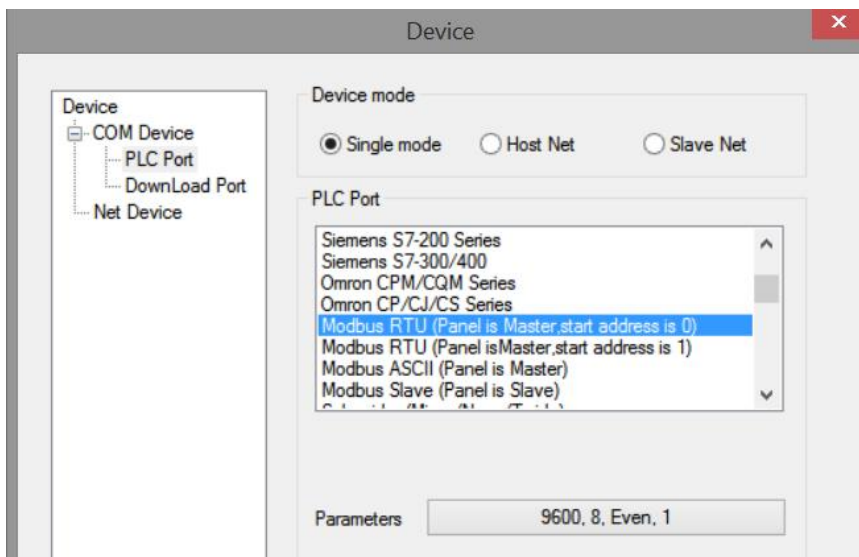 Device
Device
COM Device
PLC Port
DownLoad Port
Net Device
Device mode
Single mode
Host Net
Slave Net
PLC Port
Siemens S7-200 Series
Siemens S7-300/400
Omron CPM/CQM Series
Omron CP/CJ/CS Series
Modbus RTU (Panel is Master,start address is 0)
Modbus RTU (Panel isMaster,start address is 1)
Modbus ASCII (Panel is Master)
Modbus Slave (Panel is Slave)
Parameters
9600, 8, Even, 1